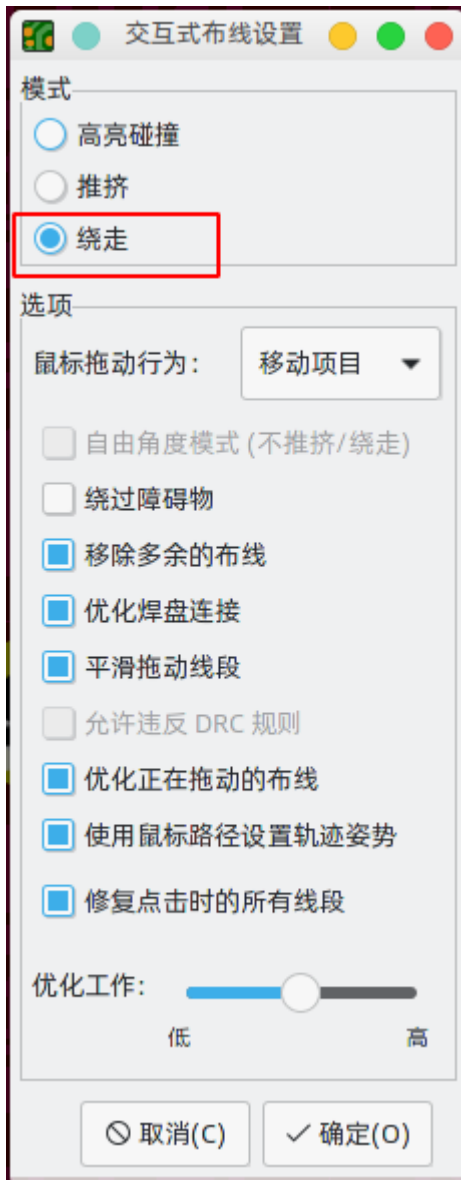 交互式布线设置
模式
高亮碰撞
推挤
绕走
选项
鼠标拖动行为： 移动项目
自由角度模式 (不推挤/绕走)
绕过障碍物
移除多余的布线
优化焊盘连接
平滑拖动线段
允许违反 DRC 规则
优化正在拖动的布线
使用鼠标路径设置轨迹姿势
修复点击时的所有线段
优化工作：
低 高
取消(C) 确定(O)